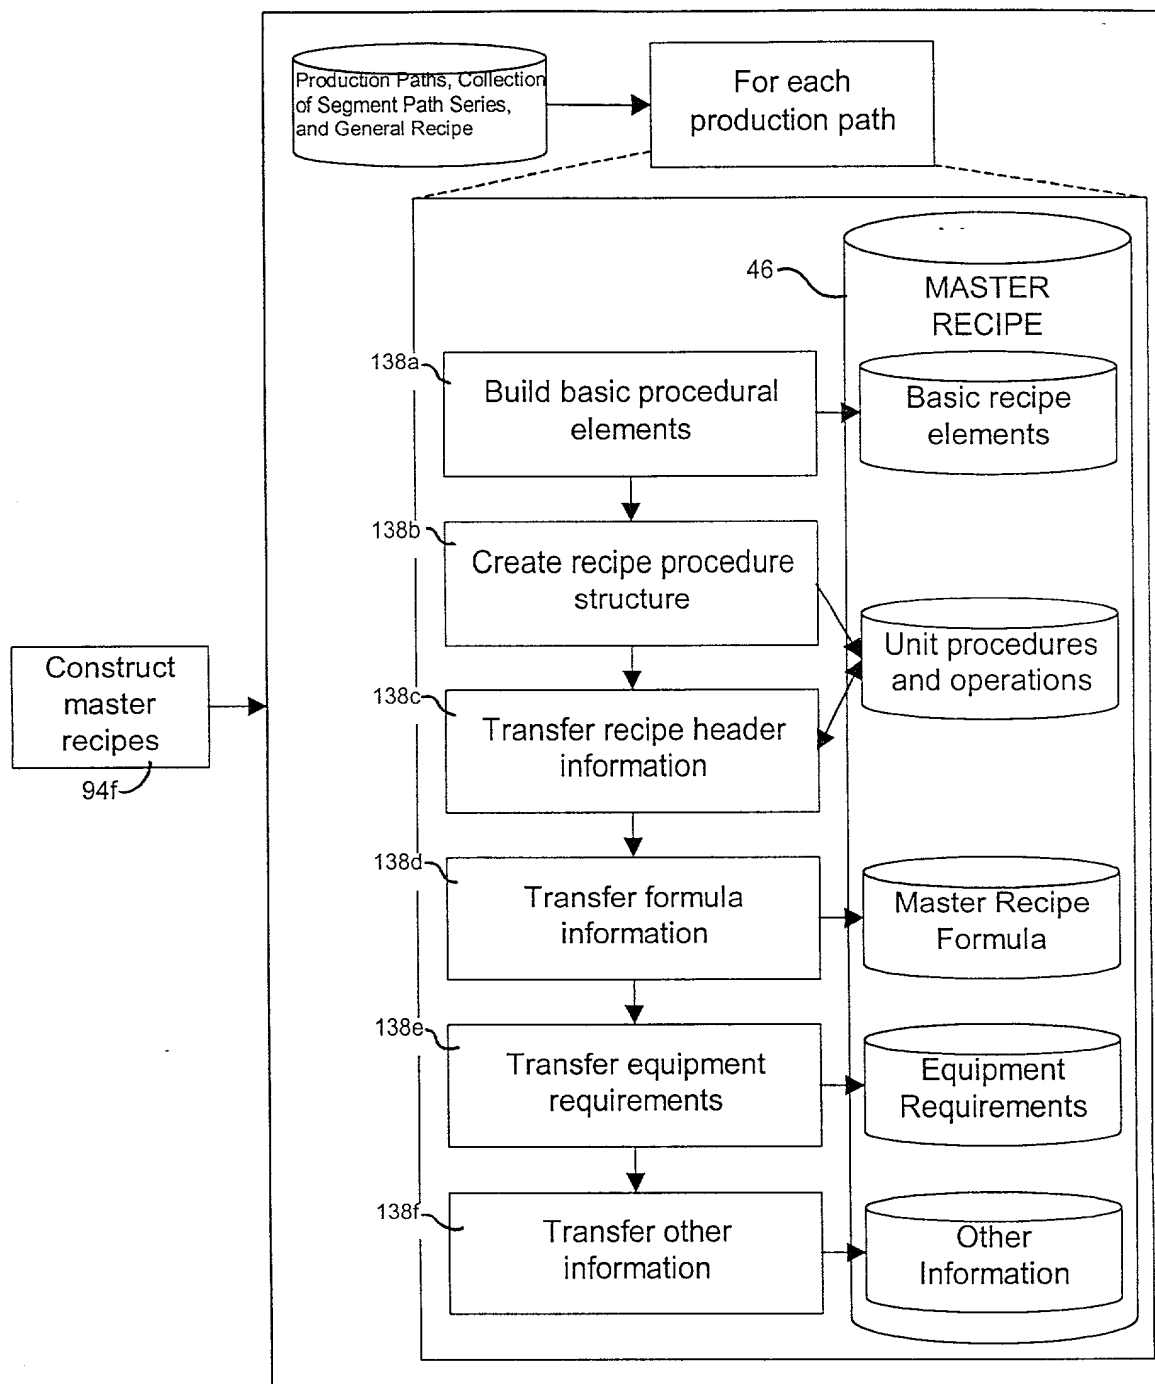 Production Paths, Collection
of Segment Path Series,
and General Recipe
For each
production path
46
MASTER
RECIPE
138a
Build basic procedural
elements
Basic recipe
elements
138b
Create recipe procedure
structure
Unit procedures
and operations
Construct
master
recipes
94f
138c
Transfer recipe header
information
138d
Transfer formula
information
Master Recipe
Formula
138e
Transfer equipment
requirements
Equipment
Requirements
138f
Transfer other
information
Other
Information